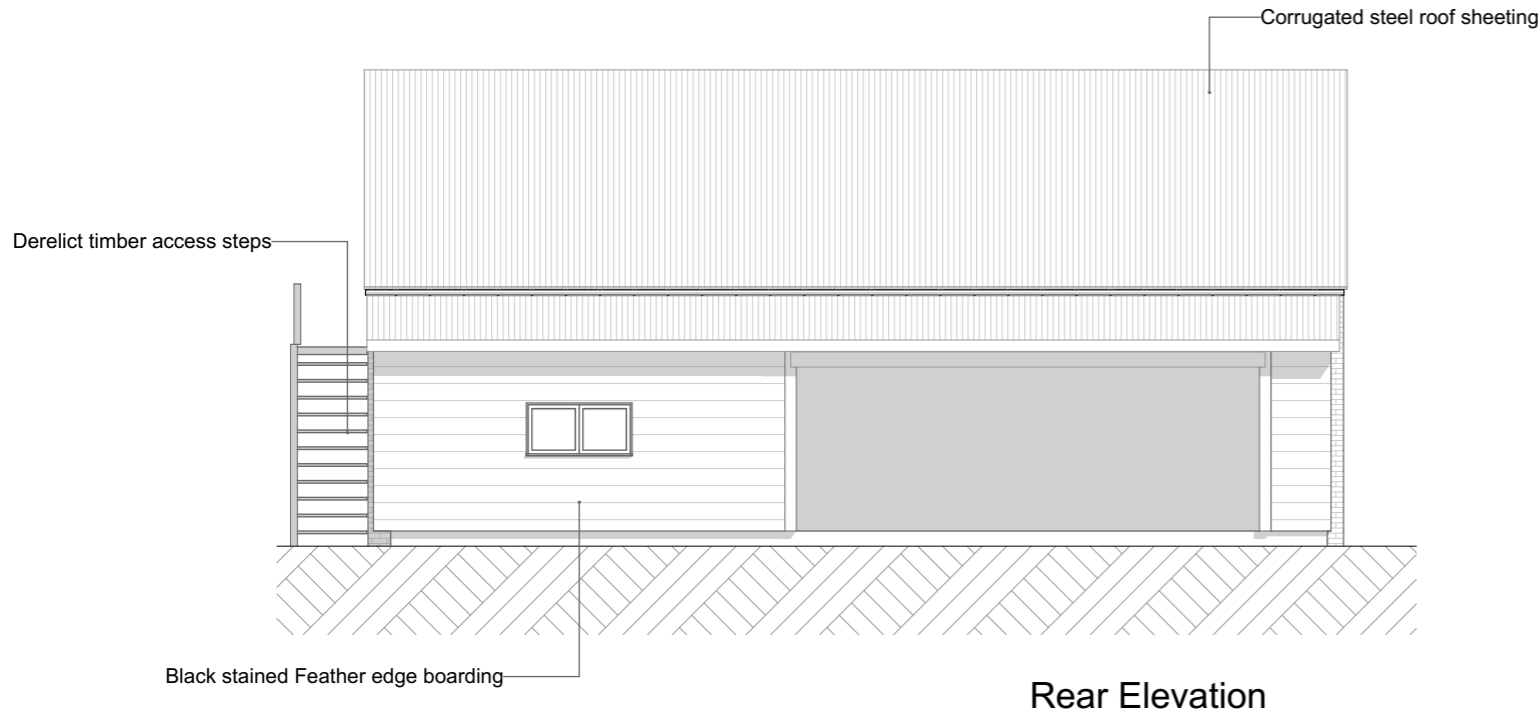 Corrugated steel roof sheeting
Derelict timber access steps
Black stained Feather edge boarding
Rear Elevation